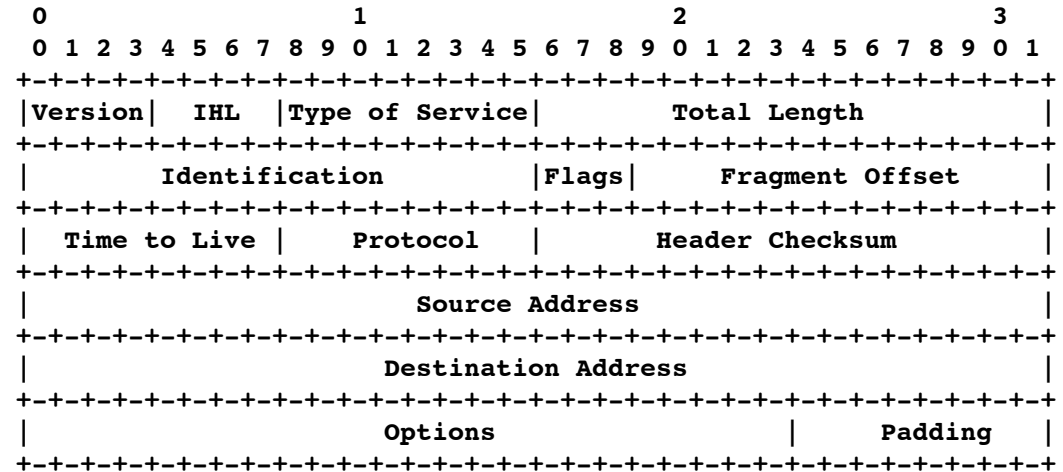 0                   1                   2                   3
 0 1 2 3 4 5 6 7 8 9 0 1 2 3 4 5 6 7 8 9 0 1 2 3 4 5 6 7 8 9 0 1
+-+-+-+-+-+-+-+-+-+-+-+-+-+-+-+-+-+-+-+-+-+-+-+-+-+-+-+-+-+-+-+-+
|Version|  IHL  |Type of Service|        Total Length           |
+-+-+-+-+-+-+-+-+-+-+-+-+-+-+-+-+-+-+-+-+-+-+-+-+-+-+-+-+-+-+-+-+
|        Identification         |Flags|     Fragment Offset     |
+-+-+-+-+-+-+-+-+-+-+-+-+-+-+-+-+-+-+-+-+-+-+-+-+-+-+-+-+-+-+-+-+
|  Time to Live |    Protocol   |       Header Checksum         |
+-+-+-+-+-+-+-+-+-+-+-+-+-+-+-+-+-+-+-+-+-+-+-+-+-+-+-+-+-+-+-+-+
|                        Source Address                         |
+-+-+-+-+-+-+-+-+-+-+-+-+-+-+-+-+-+-+-+-+-+-+-+-+-+-+-+-+-+-+-+-+
|                      Destination Address                      |
+-+-+-+-+-+-+-+-+-+-+-+-+-+-+-+-+-+-+-+-+-+-+-+-+-+-+-+-+-+-+-+-+
|                      Options                  |     Padding   |
+-+-+-+-+-+-+-+-+-+-+-+-+-+-+-+-+-+-+-+-+-+-+-+-+-+-+-+-+-+-+-+-+